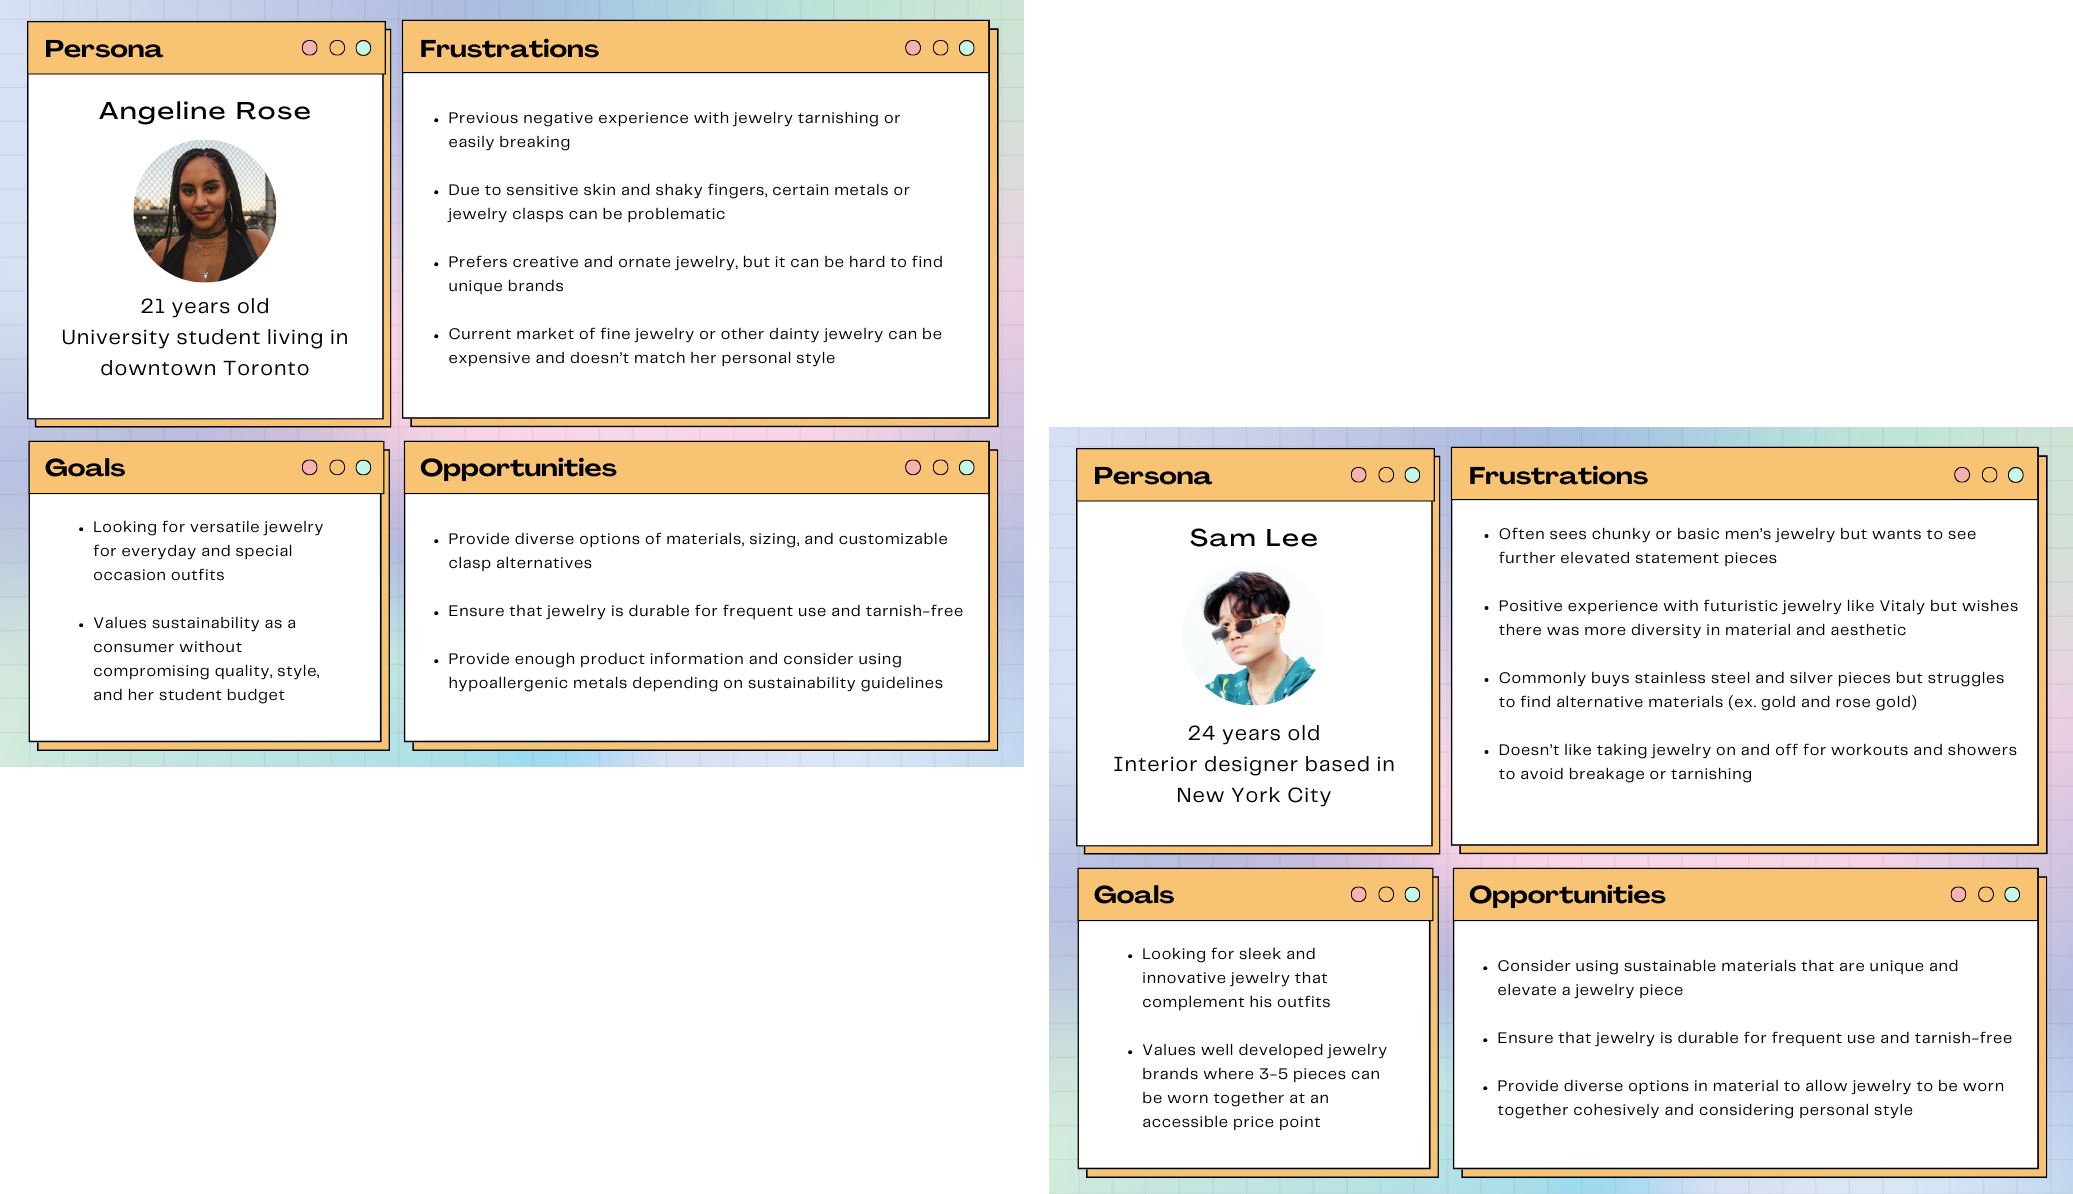 Persona
Angeline Rose
21 years old
University student living in
downtown Toronto
Frustrations
• Previous negative experience with jewelry tarnishing or
easily breaking
• Due to sensitive skin and shaky fingers, certain metals or
jewelry clasps can be problematic
• Prefers creative and ornate jewelry, but it can be hard to find
unique brands
• Current market of fine jewelry or other dainty jewelry can be
expensive and doesn't match her personal style
Goals
• Looking for versatile jewelry
for everyday and special
occasion outfits
• Values sustainability as a
consumer without
compromising quality, style,
and her student budget
Opportunities
• Provide diverse options of materials, sizing, and customizable
clasp alternatives
• Ensure that jewelry is durable for frequent use and tarnish-free
• Provide enough product information and consider using
hypoallergenic metals depending on sustainability guidelines
Persona
Sam Lee
24 years old
Interior designer based in
New York City
Frustrations
• Often sees chunky or basic men's jewelry but wants to see
further elevated statement pieces
• Positive experience with futuristic jewelry like Vitaly but wishes
there was more diversity in material and aesthetic
• Commonly buys stainless steel and silver pieces but struggles
to find alternative materials (ex. gold and rose gold)
• Doesn't like taking jewelry on and off for workouts and showers
to avoid breakage or tarnishing
Goals
• Looking for sleek and
innovative jewelry that
complement his outfits
• Values well developed jewelry
brands where 3-5 pieces can
be worn together at an
accessible price point
Opportunities
• Consider using sustainable materials that are unique and
elevate a jewelry piece
• Ensure that jewelry is durable for frequent use and tarnish-free
• Provide diverse options in material to allow jewelry to be worn
together cohesively and considering personal style